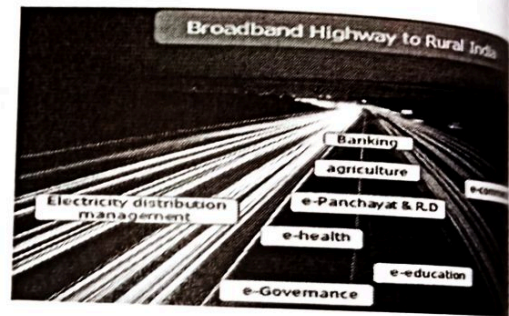 Broadband Highway to Rural India
Banking
agriculture
Electricity distribution
management
e-Panchayat & R.D
e-health
e-education
e-Governance